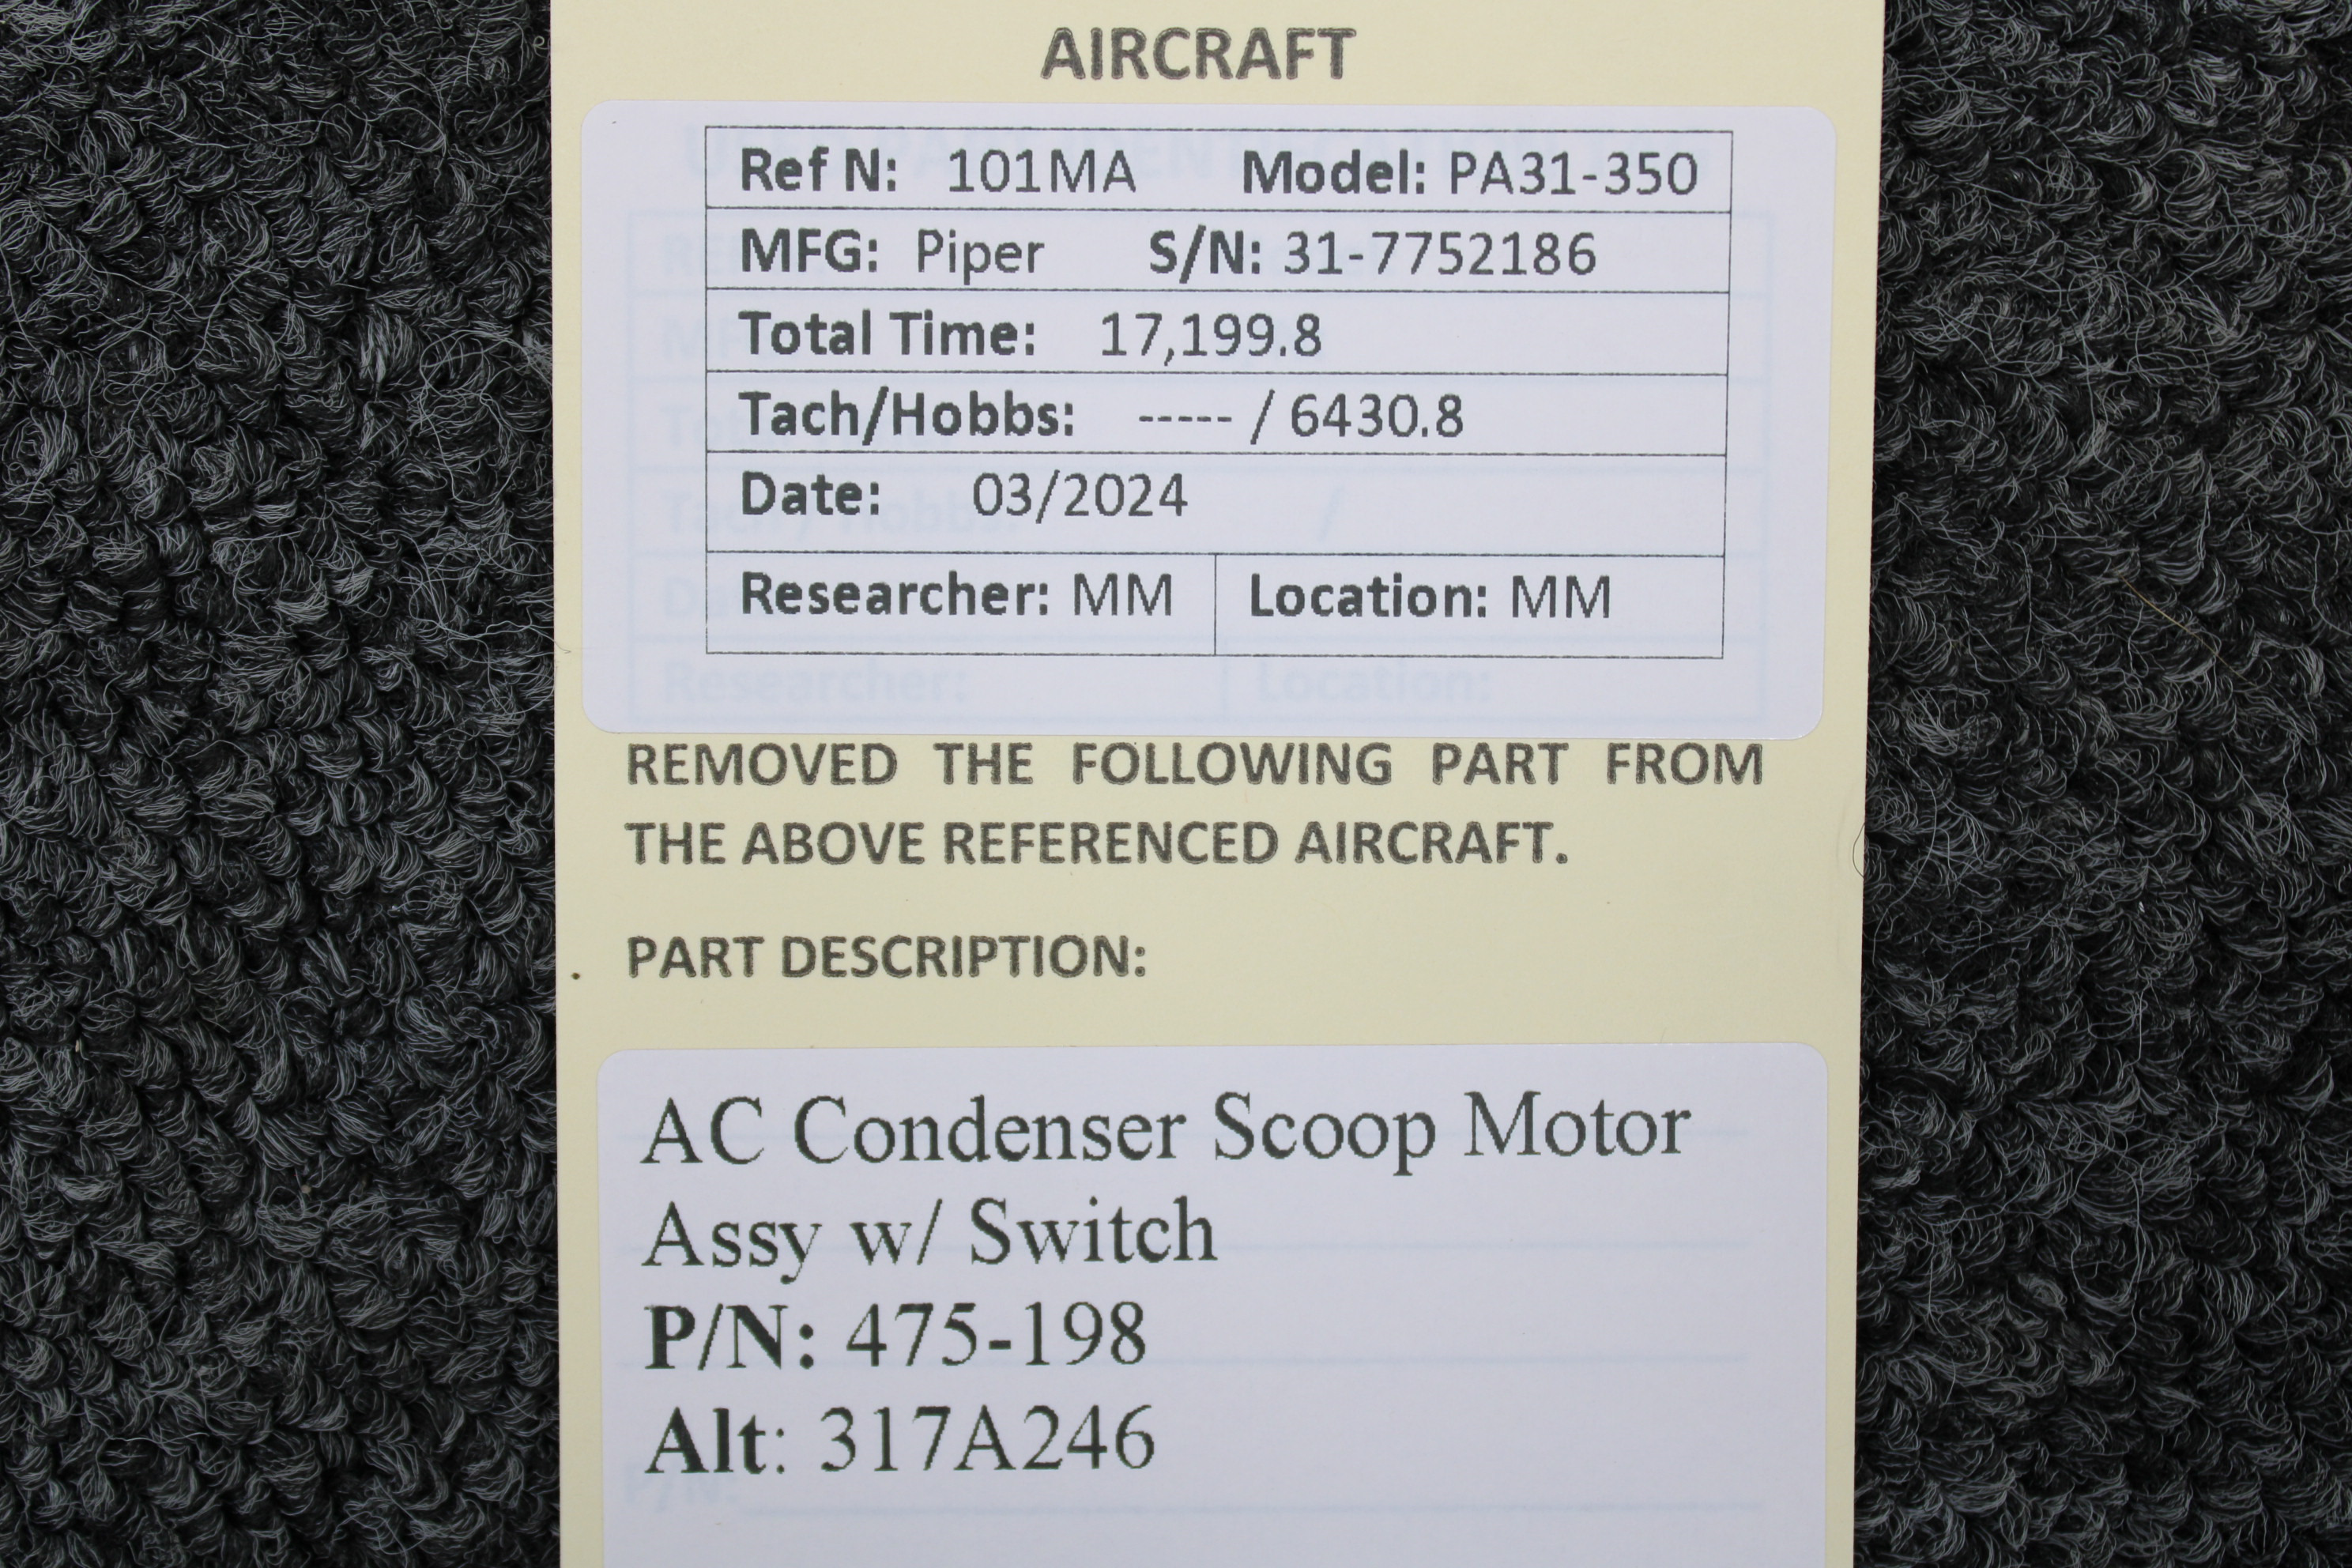 AIRCRAFT
Ref N: 101MA Model: PA31-350
MFG: Piper S/N: 31-7752186
Total Time: 17,199.8
Tach/Hobbs: ----- / 6430.8
Date: 03/2024
Researcher: MM Location: MM
Researcher: Location:
REMOVED THE FOLLOWING PART FROM
THE ABOVE REFERENCED AIRCRAFT.
PART DESCRIPTION:
AC Condenser Scoop Motor
Assy w/ Switch
P/N: 475-198
Alt: 317A246
P/N: